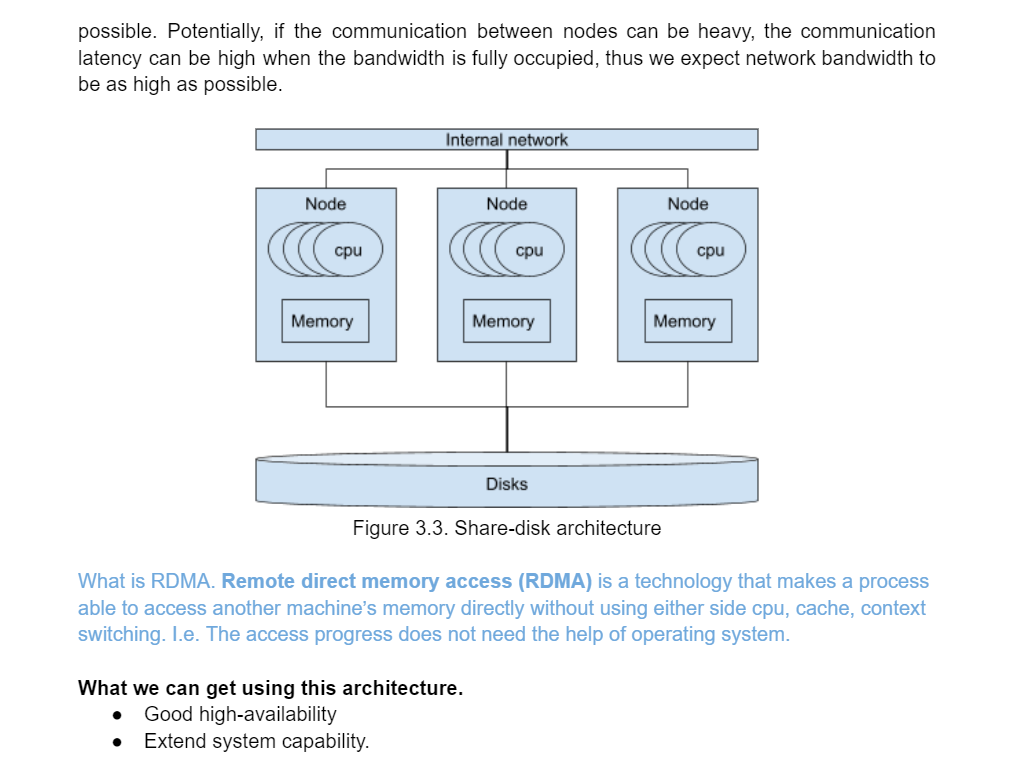 possible. Potentially, if the communication between nodes can be heavy, the communication
latency can be high when the bandwidth is fully occupied, thus we expect network bandwidth to
be as high as possible.
Internal network
Node
Node
Node
cpu
cpu
cpu
Memory
Memory
Memory
Disks
Figure 3.3. Share-disk architecture
What is RDMA. Remote direct memory access (RDMA) is a technology that makes a process
able to access another machine’s memory directly without using either side cpu, cache, context
switching. I.e. The access progress does not need the help of operating system.
What we can get using this architecture.
● Good high-availability
● Extend system capability.